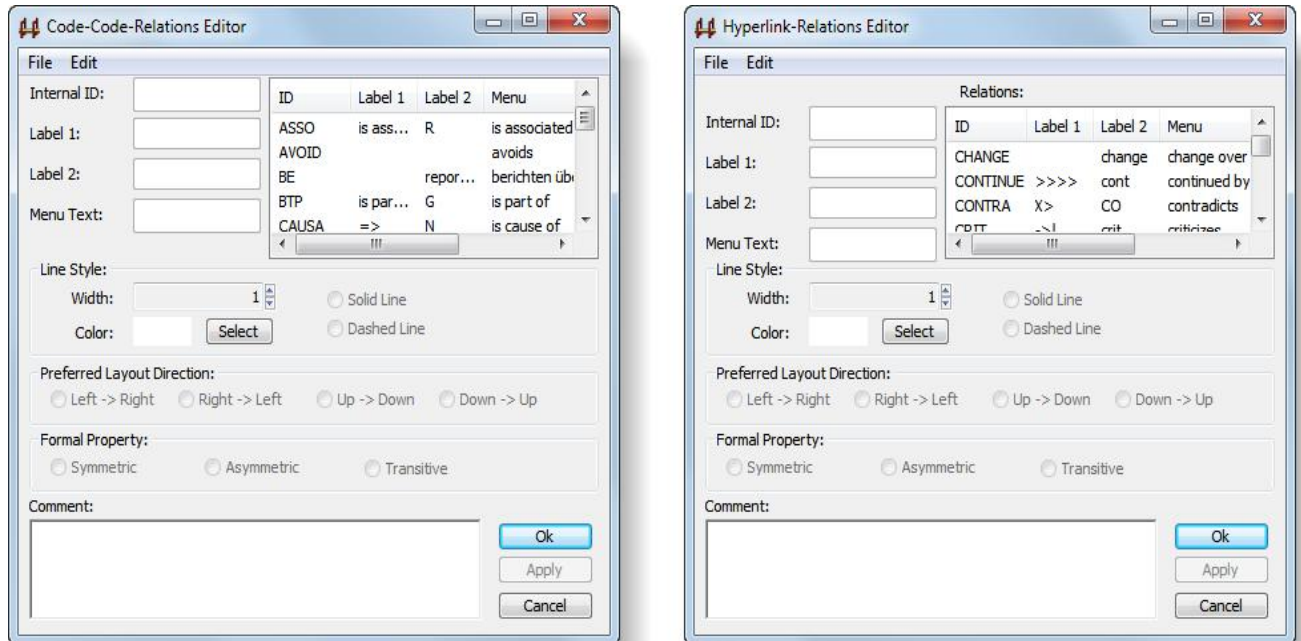 Code-Code-Relations Editor
File Edit
Internal ID:
Label 1:
Label 2:
Menu Text:
ID Label 1 Label 2 Menu
ASSO is ass... R is associated
AVOID avoids
BE repor... berichten übe
BTP is par... G is part of
CAUSA => N is cause of
Line Style:
Width: 1 Solid Line
Color: Select Dashed Line
Preferred Layout Direction:
Left -> Right Right -> Left Up -> Down Down -> Up
Formal Property:
Symmetric Asymmetric Transitive
Comment:
Ok
Apply
Cancel
Hyperlink-Relations Editor
File Edit
Relations:
Internal ID:
Label 1:
Label 2:
Menu Text:
ID Label 1 Label 2 Menu
CHANGE change change over
CONTINUE >>>> cont continued by
CONTRA X> CO contradicts
CRIT ->! crit criticizes
Line Style:
Width: 1 Solid Line
Color: Select Dashed Line
Preferred Layout Direction:
Left -> Right Right -> Left Up -> Down Down -> Up
Formal Property:
Symmetric Asymmetric Transitive
Comment:
Ok
Apply
Cancel